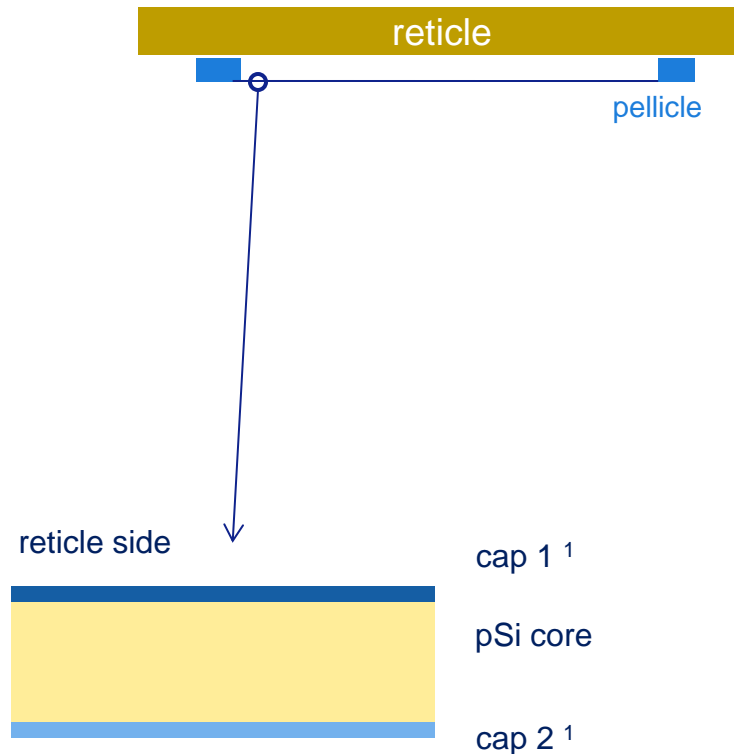 reticle
pellicle
reticle side
cap 1 ¹
pSi core
cap 2 ¹